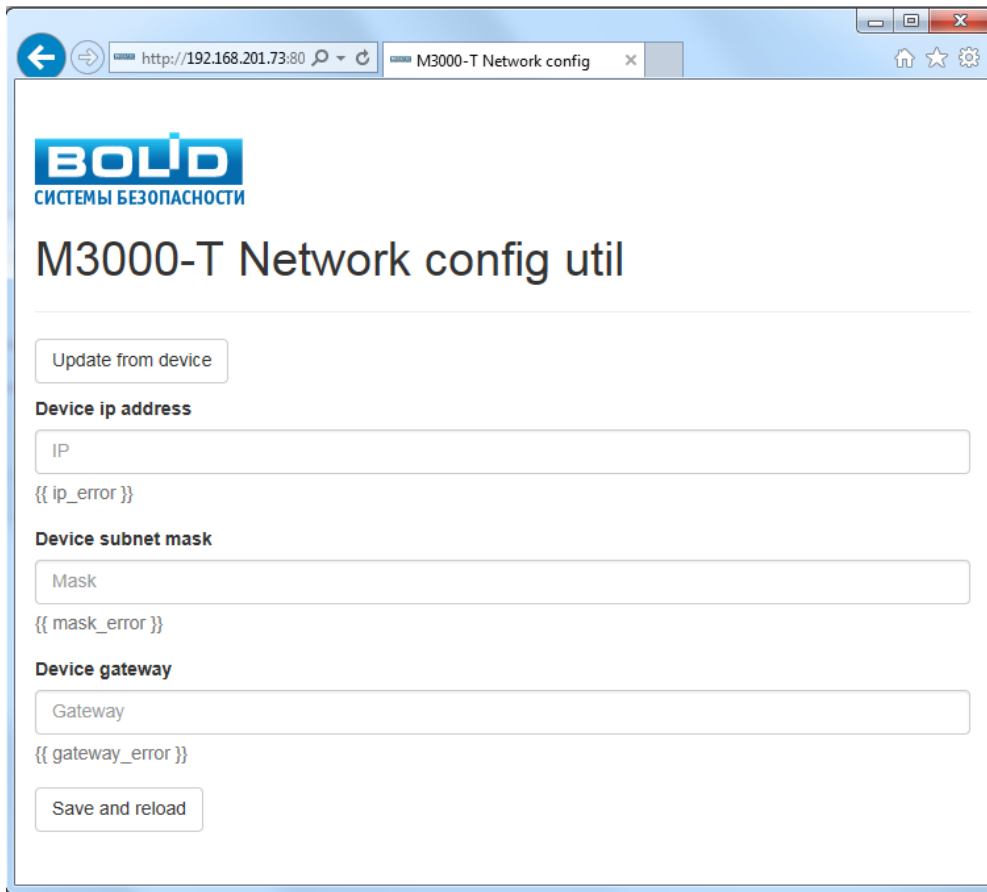 http://192.168.201.73:80
M3000-T Network config
BOLID
СИСТЕМЫ БЕЗОПАСНОСТИ
M3000-T Network config util
Update from device
Device ip address
IP
{{ ip_error }}
Device subnet mask
Mask
{{ mask_error }}
Device gateway
Gateway
{{ gateway_error }}
Save and reload